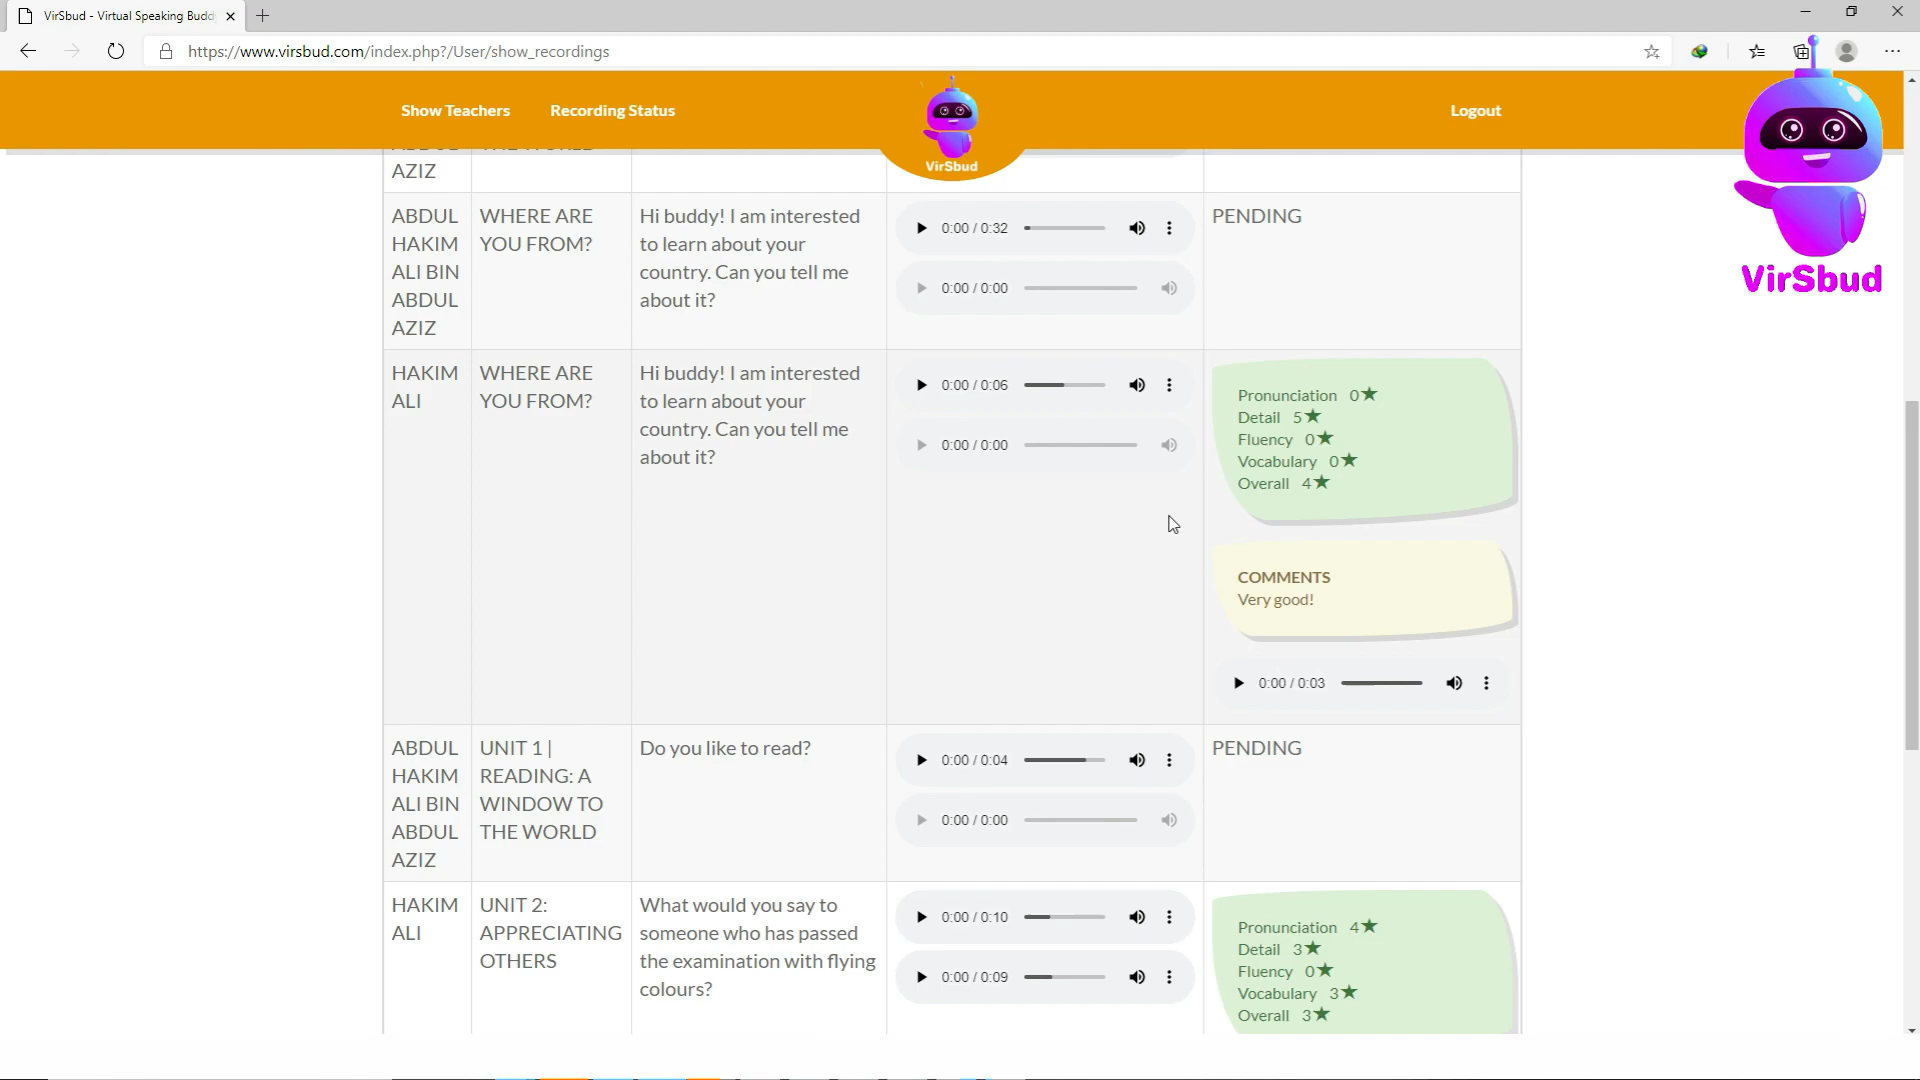 VirSbud - Virtual Speaking Budd
https://www.virsbud.com/index.php?/User/show_recordings
Show Teachers
Recording Status
VirSbud
Logout
VirSbud
AZIZ
ABDUL
HAKIM
ALI BIN
ABDUL
AZIZ
WHERE ARE
YOU FROM?
Hi buddy! I am interested
to learn about your
country. Can you tell me
about it?
0:00 / 0:32
0:00 / 0:00
PENDING
HAKIM
ALI
WHERE ARE
YOU FROM?
Hi buddy! I am interested
to learn about your
country. Can you tell me
about it?
0:00 / 0:06
0:00 / 0:00
Pronunciation 0★
Detail 5★
Fluency 0★
Vocabulary 0★
Overall 4★
COMMENTS
Very good!
0:00 / 0:03
ABDUL
HAKIM
ALI BIN
ABDUL
AZIZ
UNIT 1 |
READING: A
WINDOW TO
THE WORLD
Do you like to read?
0:00 / 0:04
0:00 / 0:00
PENDING
HAKIM
ALI
UNIT 2:
APPRECIATING
OTHERS
What would you say to
someone who has passed
the examination with flying
colours?
0:00 / 0:10
0:00 / 0:09
Pronunciation 4★
Detail 3★
Fluency 0★
Vocabulary 3★
Overall 3★